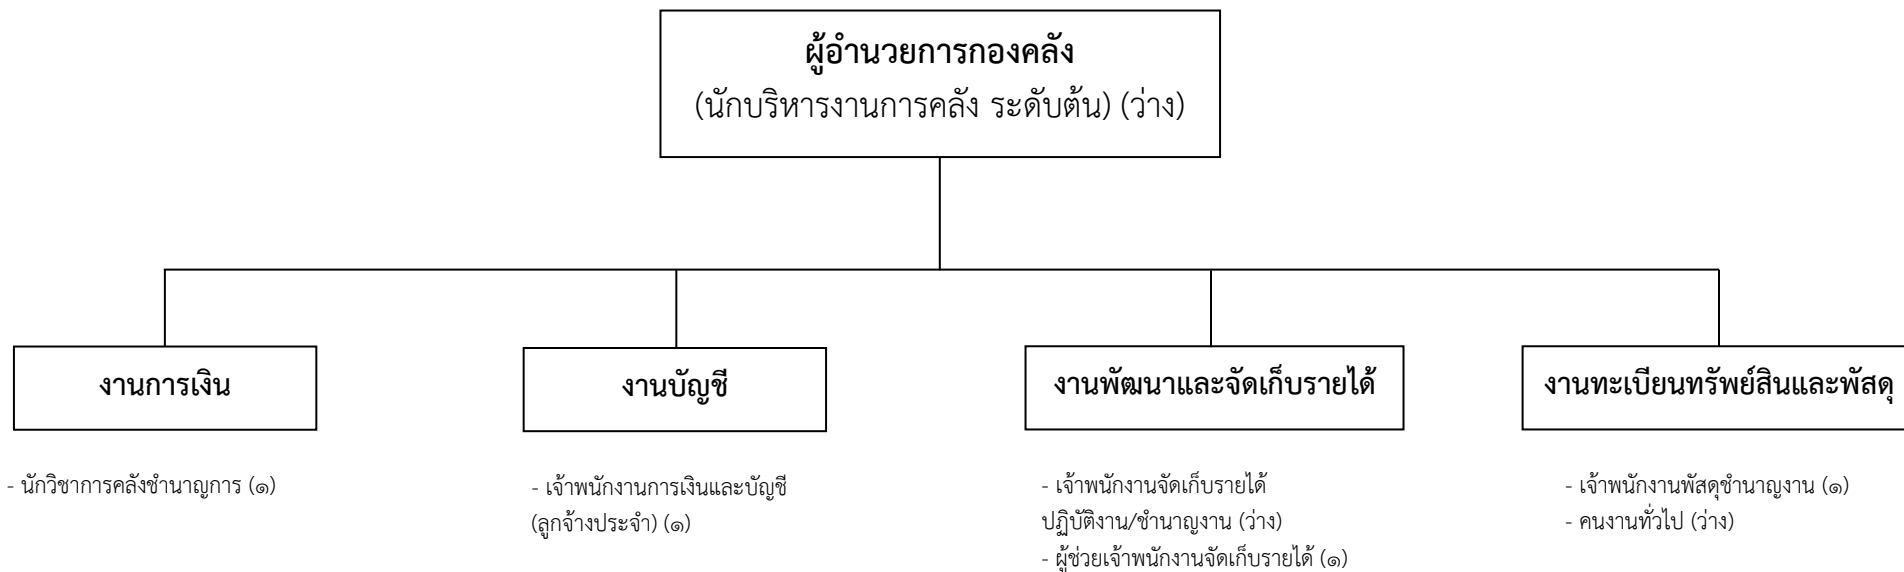 ผู้อำนวยการกองคลัง
(นักบริหารงานการคลัง ระดับต้น) (ว่าง)
งานการเงิน
- นักวิชาการคลังชำนาญการ (๑)
งานบัญชี
- เจ้าพนักงานการเงินและบัญชี
(ลูกจ้างประจำ) (๑)
งานพัฒนาและจัดเก็บรายได้
- เจ้าพนักงานจัดเก็บรายได้
ปฏิบัติงาน/ชำนาญงาน (ว่าง)
- ผู้ช่วยเจ้าพนักงานจัดเก็บรายได้ (๑)
งานทะเบียนทรัพย์สินและพัสดุ
- เจ้าพนักงานพัสดุชำนาญงาน (๑)
- คนงานทั่วไป (ว่าง)